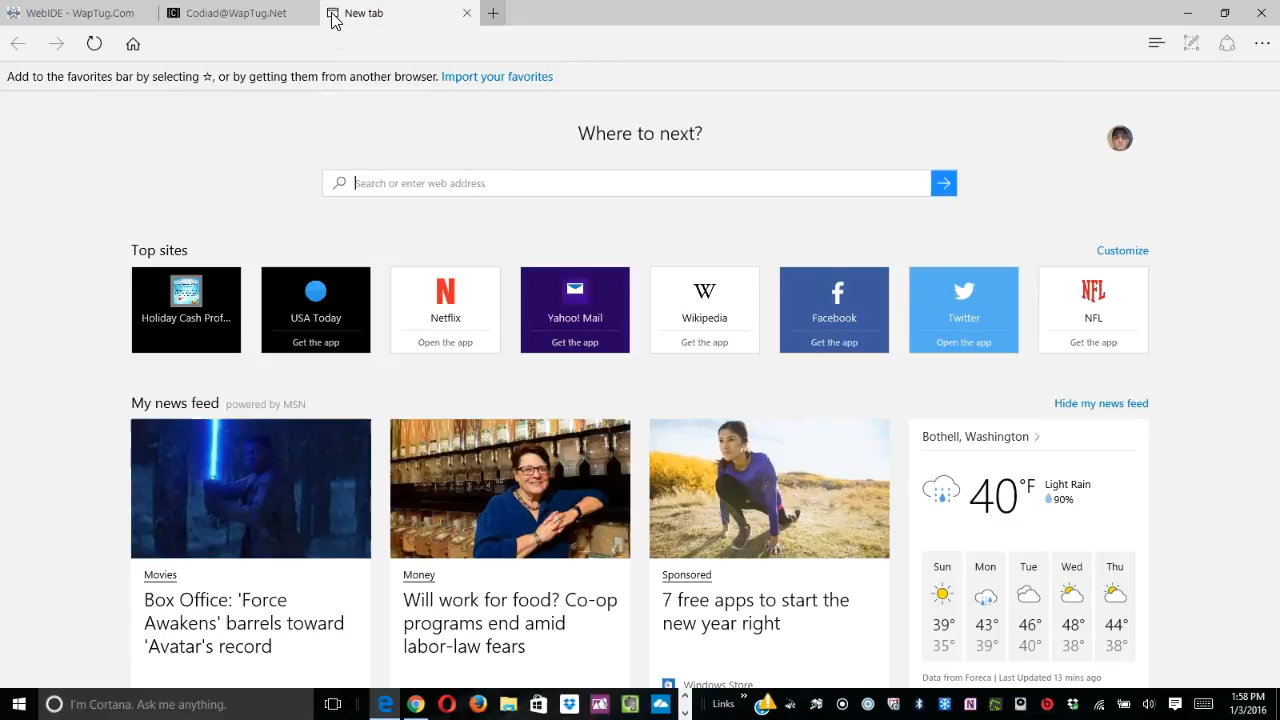 WebIDE - WapTug.Com
Codiad@WapTug.Net
New tab
Add to the favorites bar by selecting ☆, or by getting them from another browser. Import your favorites
Where to next?
Search or enter web address
Top sites
Customize
Holiday Cash Prof...
USA Today
Get the app
Netflix
Open the app
Yahoo! Mail
Get the app
Wikipedia
Get the app
Facebook
Get the app
Twitter
Open the app
NFL
NFL
Get the app
My news feed powered by MSN
Hide my news feed
Movies
Box Office: 'Force
Awakens' barrels toward
'Avatar's record
Money
Will work for food? Co-op
programs end amid
labor-law fears
Sponsored
7 free apps to start the
new year right
Windows Store
Bothell, Washington
40°F
Light Rain
90%
Sun Mon Tue Wed Thu
39° 43° 46° 48° 44°
35° 39° 40° 38° 38°
Data from Foreca | Last Updated 13 mins ago
I'm Cortana. Ask me anything.
Links
1:58 PM
1/3/2016